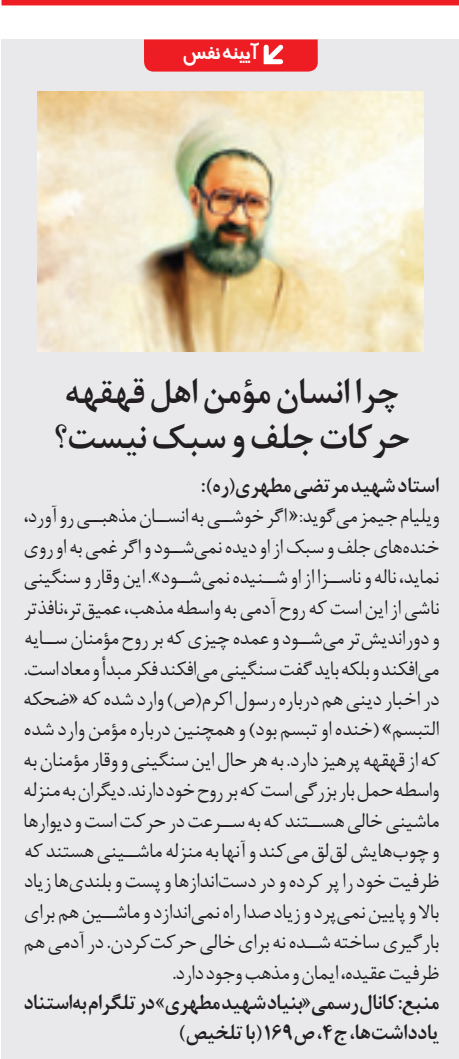 آیینه نفس
چرا انسان مؤمن اهل قهقهه
حرکات جلف و سبک نیست؟
استاد شهید مرتضی مطهری(ره):
ویلیام جیمز می‌گوید:«اگر خوشی به انسان مذهبی رو آورد،
خنده‌های جلف و سبک از او دیده نمی‌شود و اگر غمی به او روی
نماید، ناله و ناسزا از او شنیده نمی‌شود». این وقار و سنگینی
ناشی از این است که روح آدمی به واسطه مذهب، عمیق‌تر،نافذتر
و دوراندیش‌تر می‌شود و عمده چیزی که بر روح مؤمنان سایه
می‌افکند و بلکه باید گفت سنگینی می‌افکند فکر مبدأ و معاد است.
در اخبار دینی هم درباره رسول اکرم(ص) وارد شده که «ضحکه
التبسم» (خنده او تبسم بود) و همچنین درباره مؤمن وارد شده
که از قهقهه پرهیز دارد. به هر حال این سنگینی و وقار مؤمنان به
واسطه حمل بار بزرگی است که بر روح خود دارند. دیگران به منزله
ماشینی خالی هستند که به سرعت در حرکت است و دیوارها
و چوب‌هایش لق‌لق می‌کند و آنها به منزله ماشینی هستند که
ظرفیت خود را پر کرده و در دست‌اندازها و پست و بلندی‌ها زیاد
بالا و پایین نمی‌پرد و زیاد صدا راه نمی‌اندازد و ماشین هم برای
بارگیری ساخته شده نه برای خالی حرکت‌کردن. در آدمی هم
ظرفیت عقیده، ایمان و مذهب وجود دارد.
منبع: کانال رسمی «بنیاد شهید مطهری» در تلگرام به‌استناد
یادداشت‌ها، ج۴، ص۱۶۹ (با تلخیص)